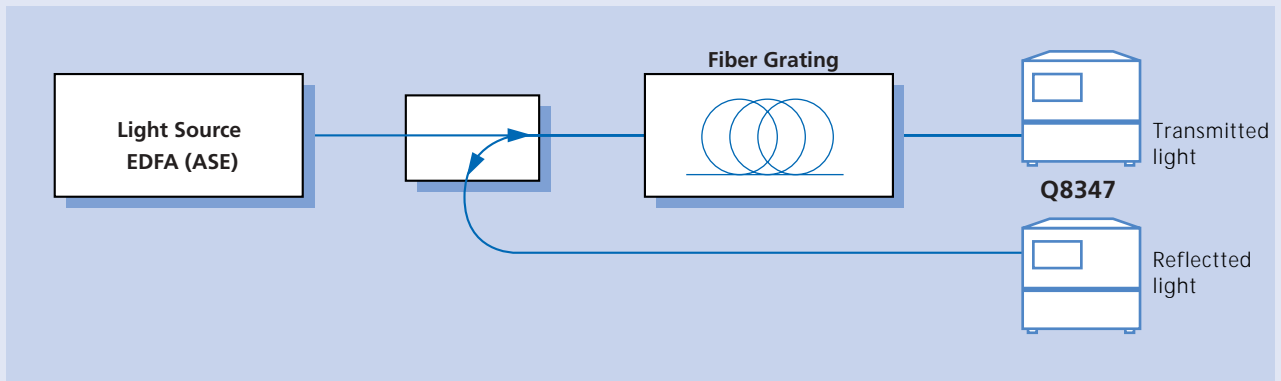 Light Source
EDFA (ASE)
Fiber Grating
Transmitted
light
Q8347
Reflectted
light